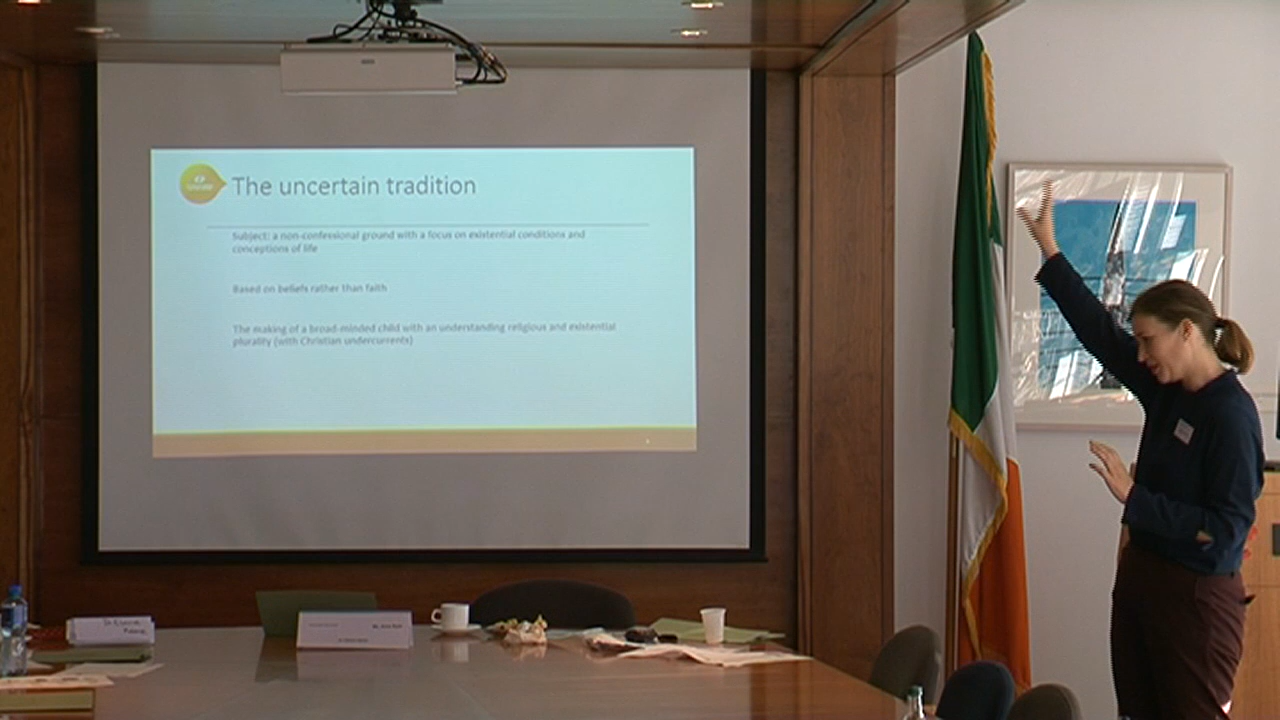 The uncertain tradition
Subject: a non-confessional ground with a focus on existential conditions and
conceptions of life
Based on beliefs rather than faith
The making of a broad-minded child with an understanding religious and existential
plurality (with Christian undercurrents)